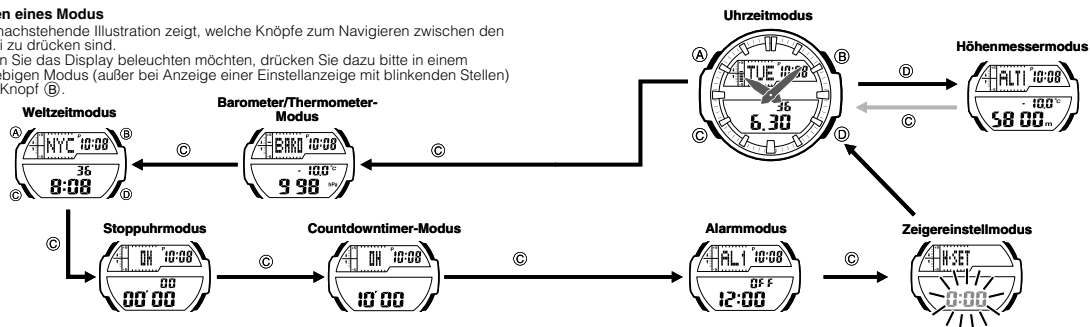 en eines Modus
nachstehende Illustration zeigt, welche Knöpfe zum Navigieren zwischen den
i zu drücken sind.
n Sie das Display beleuchten möchten, drücken Sie dazu bitte in einem
ebigen Modus (außer bei Anzeige einer Einstellanzeige mit blinkenden Stellen)
Knopf Ⓑ.
Uhrzeitmodus
Ⓐ
Ⓑ
TUE P 10:08
36
6.30
Ⓒ
Ⓓ
Höhenmessermodus
Ⓓ
ALTI P 10:08
- 10.0 °C
5800 m
Ⓒ
Barometer/Thermometer-
Modus
BARO P 10:08
- 10.0 °C
998 hPa
Ⓒ
Weltzeitmodus
Ⓐ
Ⓑ
NYC P 10:08
36
8:08
Ⓒ
Ⓓ
Ⓒ
Ⓒ
Stoppuhrmodus
0H P 10:08
00
00'00
Ⓒ
Countdowntimer-Modus
0H P 10:08
10'00
Ⓒ
Alarmmodus
AL1 P 10:08
OFF
12:00
Ⓒ
Zeigereinstellmodus
H·SET
0:00